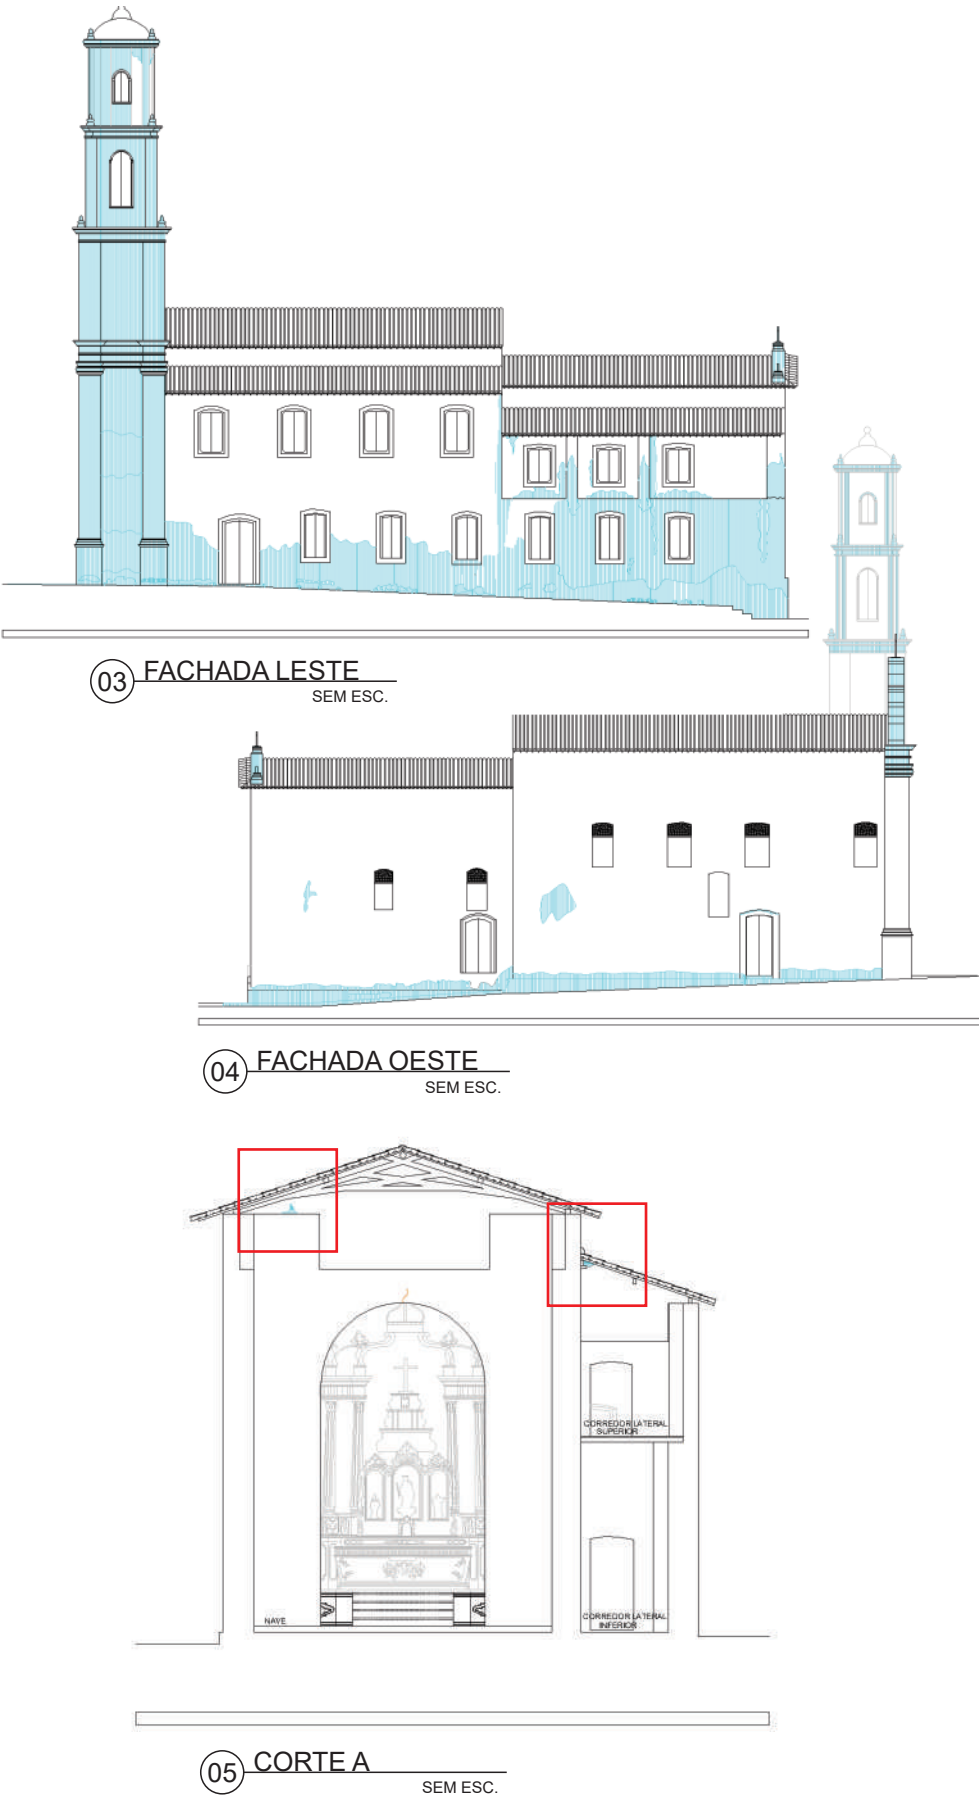 03 FACHADA LESTE
SEM ESC.
04 FACHADA OESTE
SEM ESC.
CORREDOR LATERAL
SUPERIOR
NAVE
CORREDOR LATERAL
INFERIOR
05 CORTE A
SEM ESC.